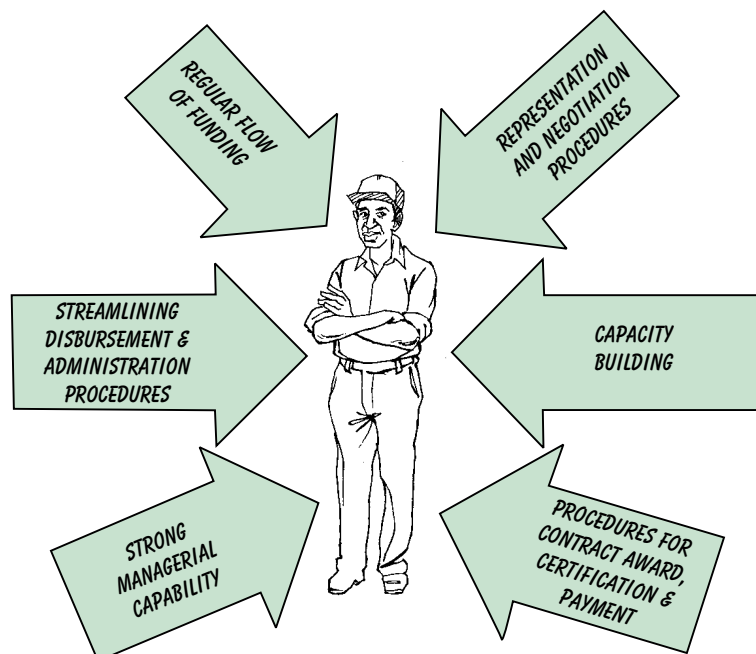 REGULAR FLOW
OF FUNDING
REPRESENTATION
AND NEGOTIATION
PROCEDURES
STREAMLINING
DISBURSEMENT &
ADMINISTRATION
PROCEDURES
CAPACITY
BUILDING
STRONG
MANAGERIAL
CAPABILITY
PROCEDURES FOR
CONTRACT AWARD,
CERTIFICATION &
PAYMENT